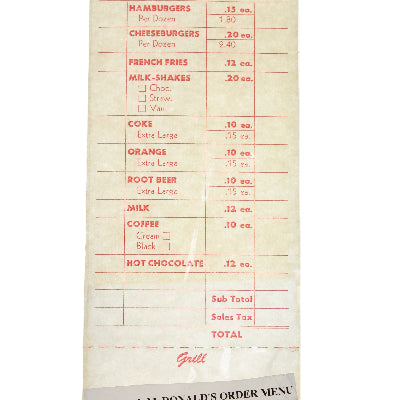 HAMBURGERS .15 ea.
Per Dozen 1.80
CHEESEBURGERS .20 ea.
Per Dozen 2.40
FRENCH FRIES .12 ea.
MILK-SHAKES .20 ea.
Choc.
Straw.
Van.
COKE .10 ea.
Extra Large .15 ea.
ORANGE .10 ea.
Extra Large .15 ea.
ROOT BEER .10 ea.
Extra Large .15 ea.
MILK .12 ea.
COFFEE .10 ea.
Cream
Black
HOT CHOCOLATE .12 ea.
Sub Total
Sales Tax
TOTAL
Grill
DONALD'S ORDER MENU